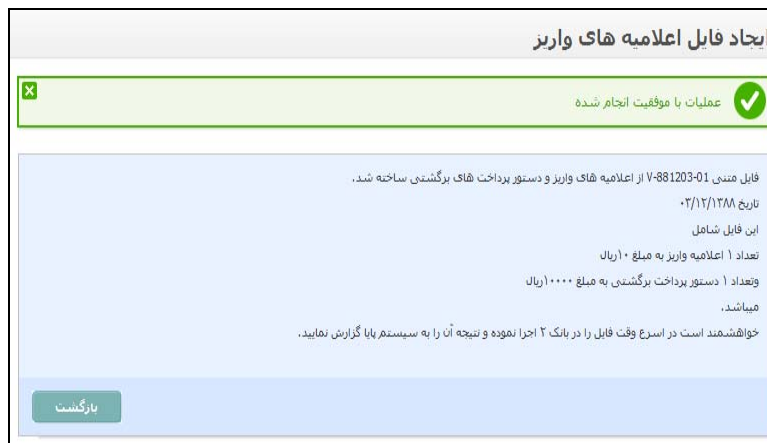 ایجاد فایل اعلامیه های واریز
عملیات با موفقیت انجام شده
فایل متنی V-881203-01 از اعلامیه های واریز و دستور پرداخت های برگشتی ساخته شد.
تاریخ ۰۳/۱۲/۱۳۸۸
این فایل شامل
تعداد ۱ اعلامیه واریز به مبلغ ۱۰ریال
وتعداد ۱ دستور پرداخت برگشتی به مبلغ ۱۰۰۰۰ریال
میباشد.
خواهشمند است در اسرع وقت فایل را در بانک ۲ اجرا نموده و نتیجه آن را به سیستم پایا گزارش نمایید.
بازگشت